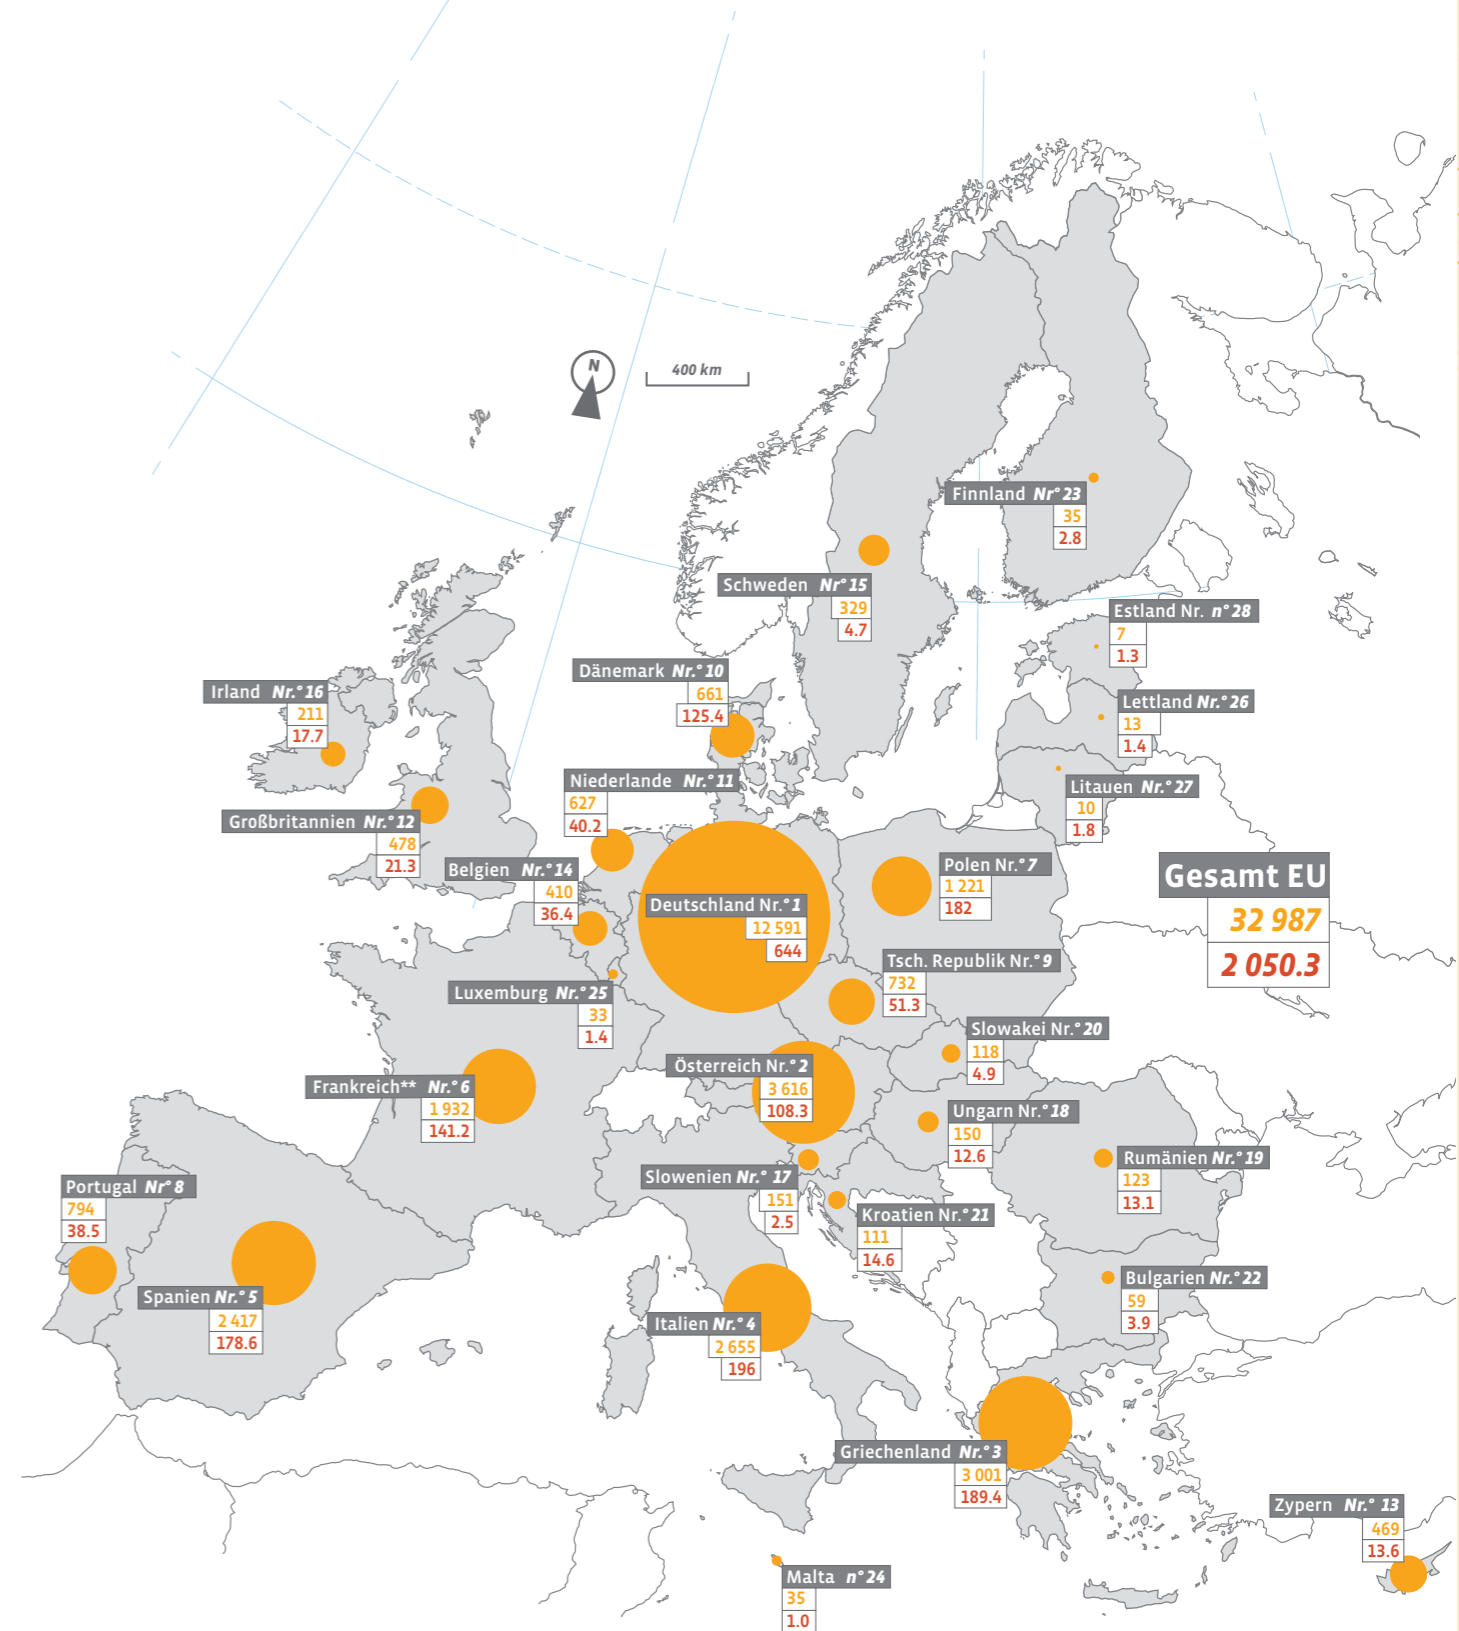 N
400 km
Finnland Nr° 23
35
2.8
Schweden Nr° 15
329
4.7
Estland Nr. n° 28
7
1.3
Dänemark Nr.° 10
661
125.4
Irland Nr.° 16
211
17.7
Lettland Nr.° 26
13
1.4
Niederlande Nr.° 11
627
40.2
Litauen Nr.° 27
10
1.8
Großbritannien Nr.° 12
478
21.3
Belgien Nr.° 14
410
36.4
Polen Nr.° 7
1 221
182
Gesamt EU
32 987
2 050.3
Deutschland Nr.° 1
12 591
644
Tsch. Republik Nr.° 9
732
51.3
Luxemburg Nr.° 25
33
1.4
Slowakei Nr.° 20
118
4.9
Österreich Nr.° 2
3 616
108.3
Frankreich** Nr.° 6
1 932
141.2
Ungarn Nr.° 18
150
12.6
Rumänien Nr.° 19
123
13.1
Slowenien Nr.° 17
151
2.5
Portugal Nr° 8
794
38.5
Kroatien Nr.° 21
111
14.6
Bulgarien Nr.° 22
59
3.9
Spanien Nr.° 5
2 417
178.6
Italien Nr.° 4
2 655
196
Griechenland Nr.° 3
3 001
189.4
Zypern Nr.° 13
469
13.6
Malta n° 24
35
1.0